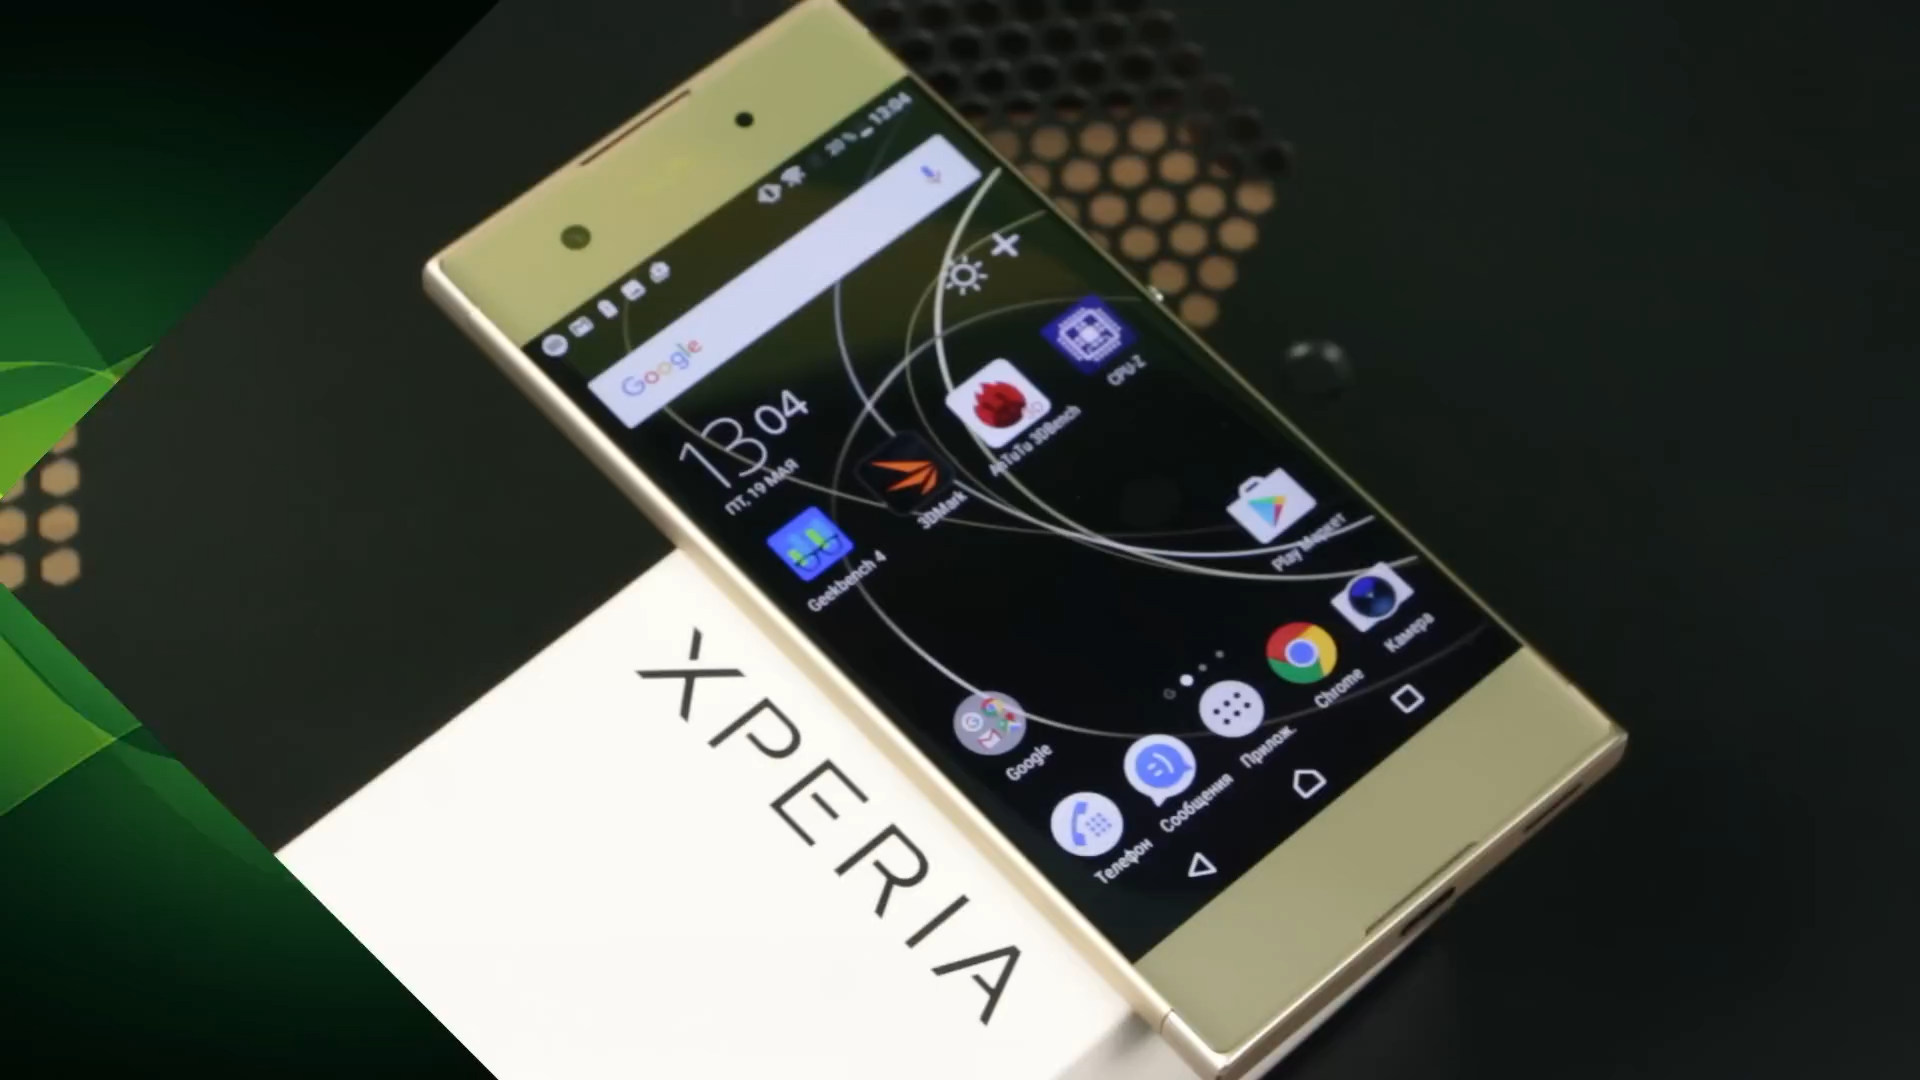 20 % 13:04
Google
13 04
ПТ, 19 МАЯ
CPU-Z
AnTuTu 3DBench
3DMark
Geekbench 4
Play Маркет
Google
Телефон
Сообщения
Прилож.
Chrome
Камера
XPERIA